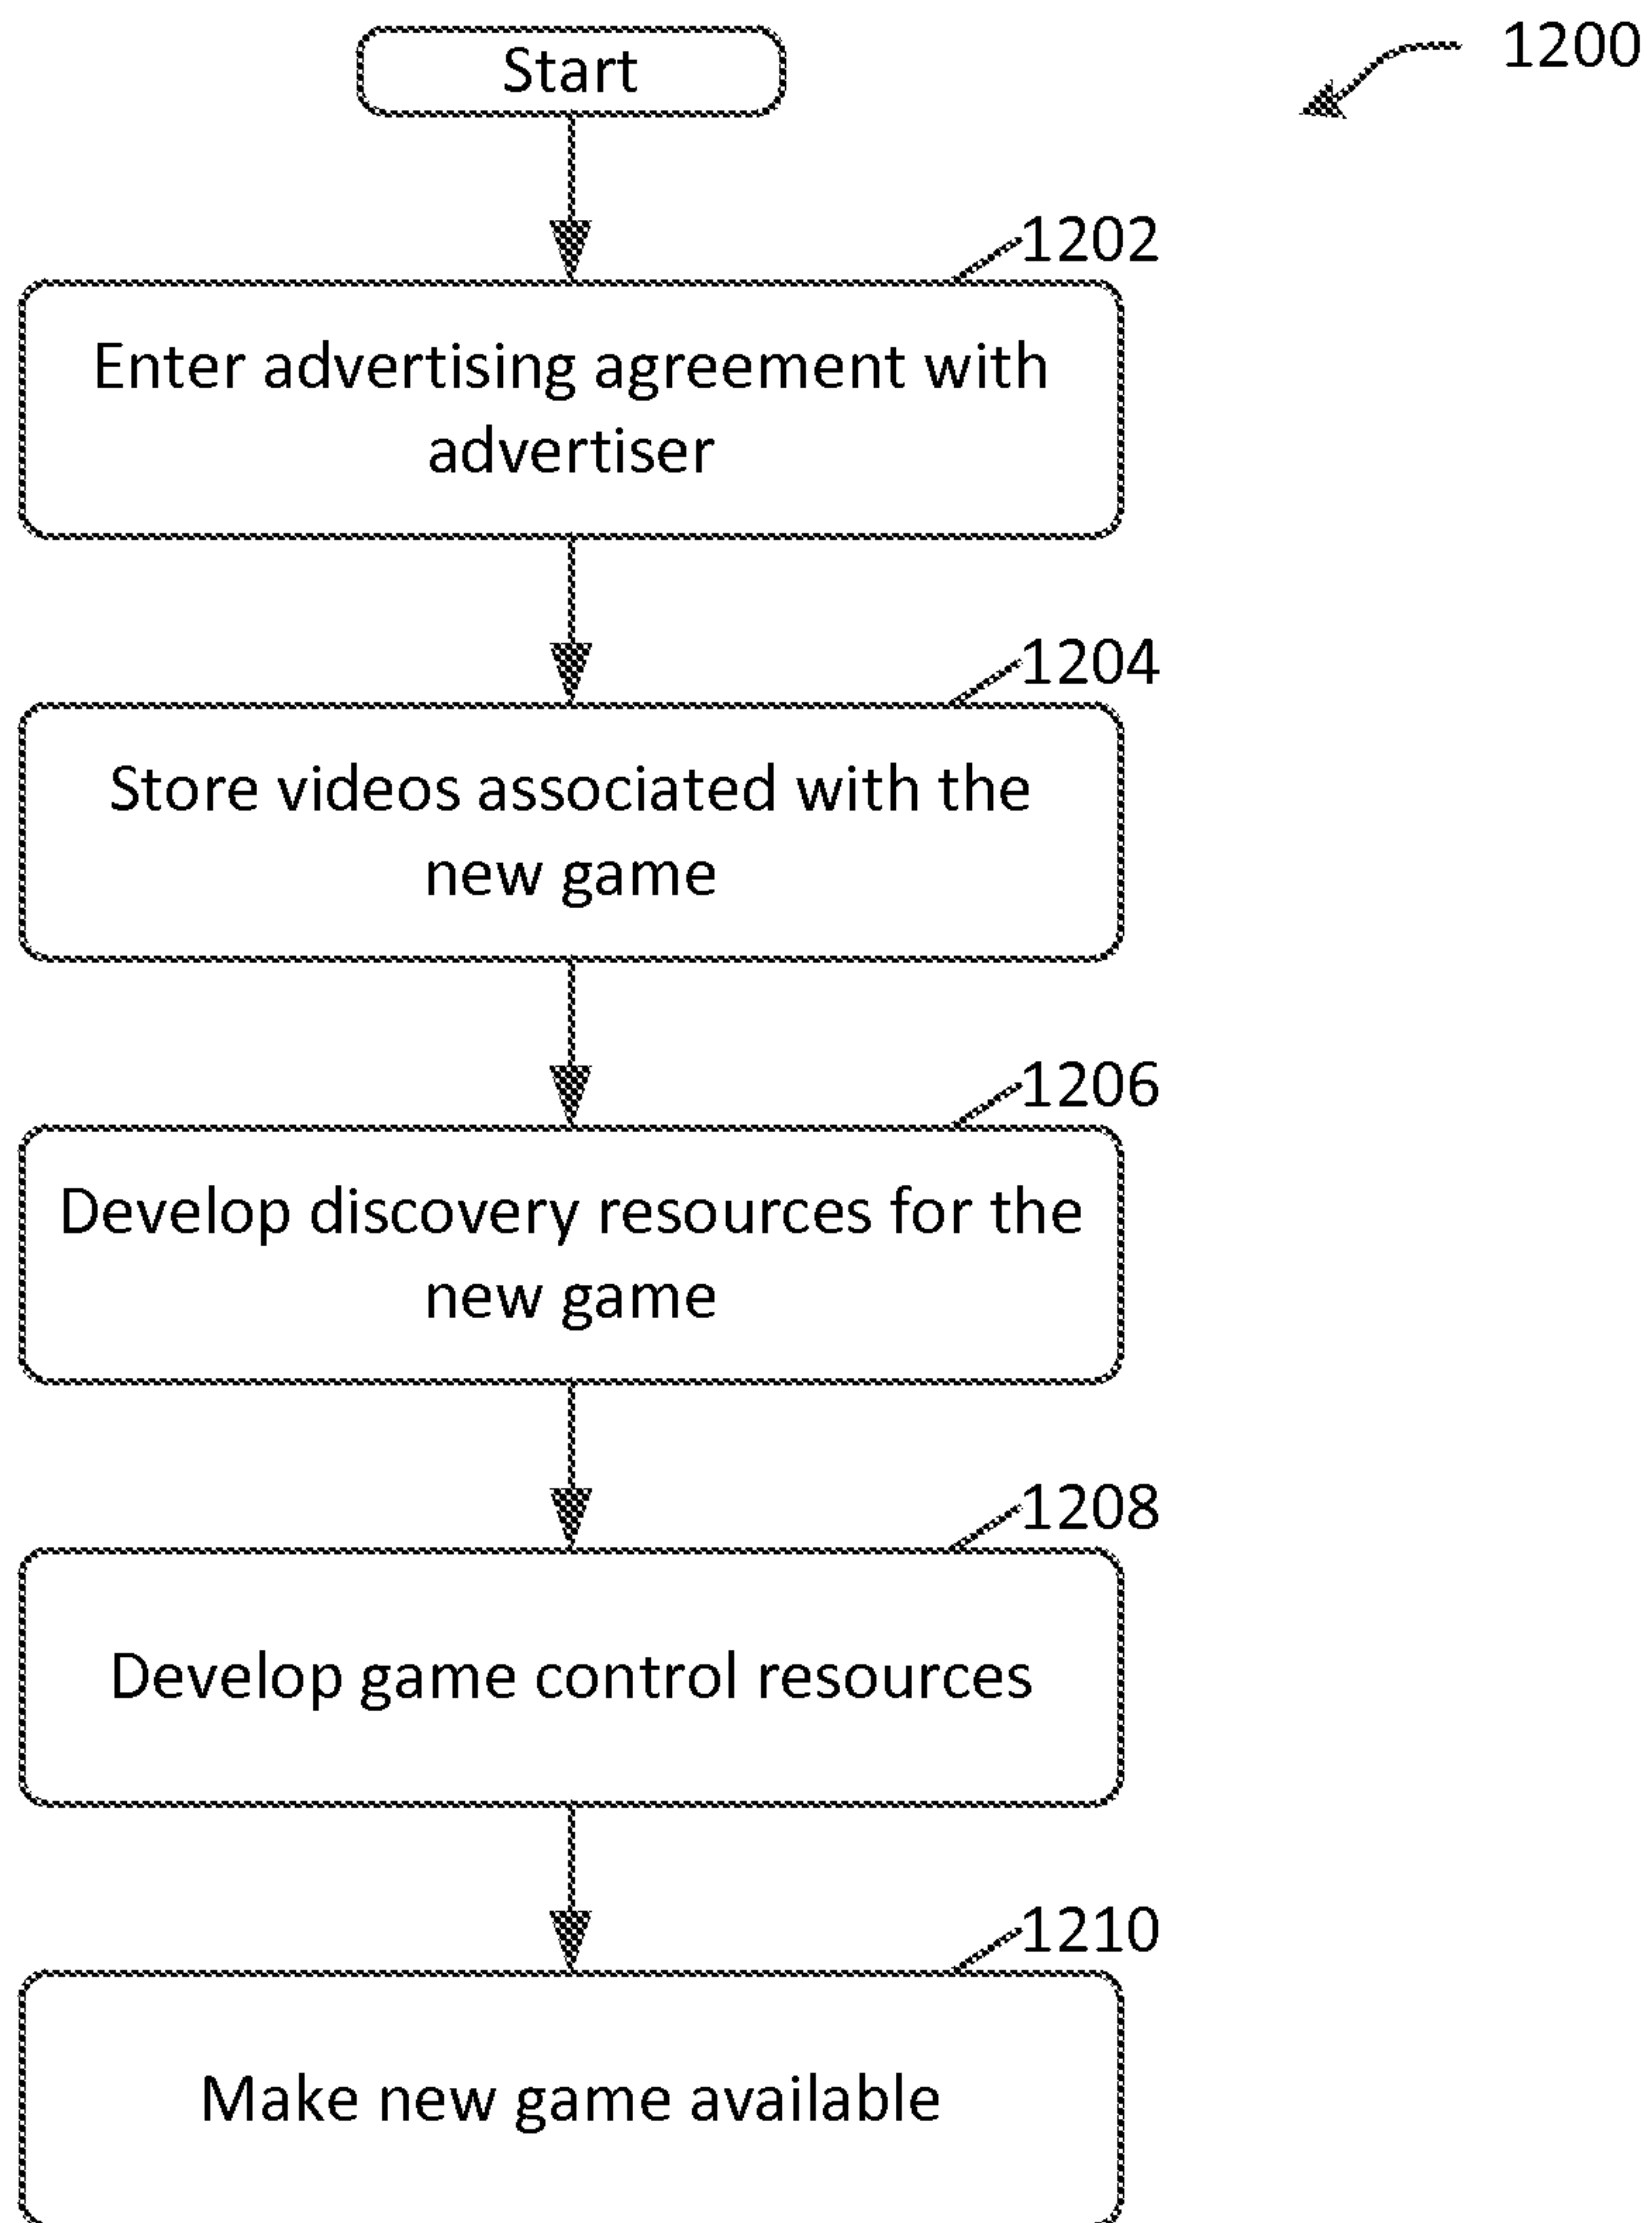 Start
1200
1202
Enter advertising agreement with
advertiser
1204
Store videos associated with the
new game
1206
Develop discovery resources for the
new game
1208
Develop game control resources
1210
Make new game available